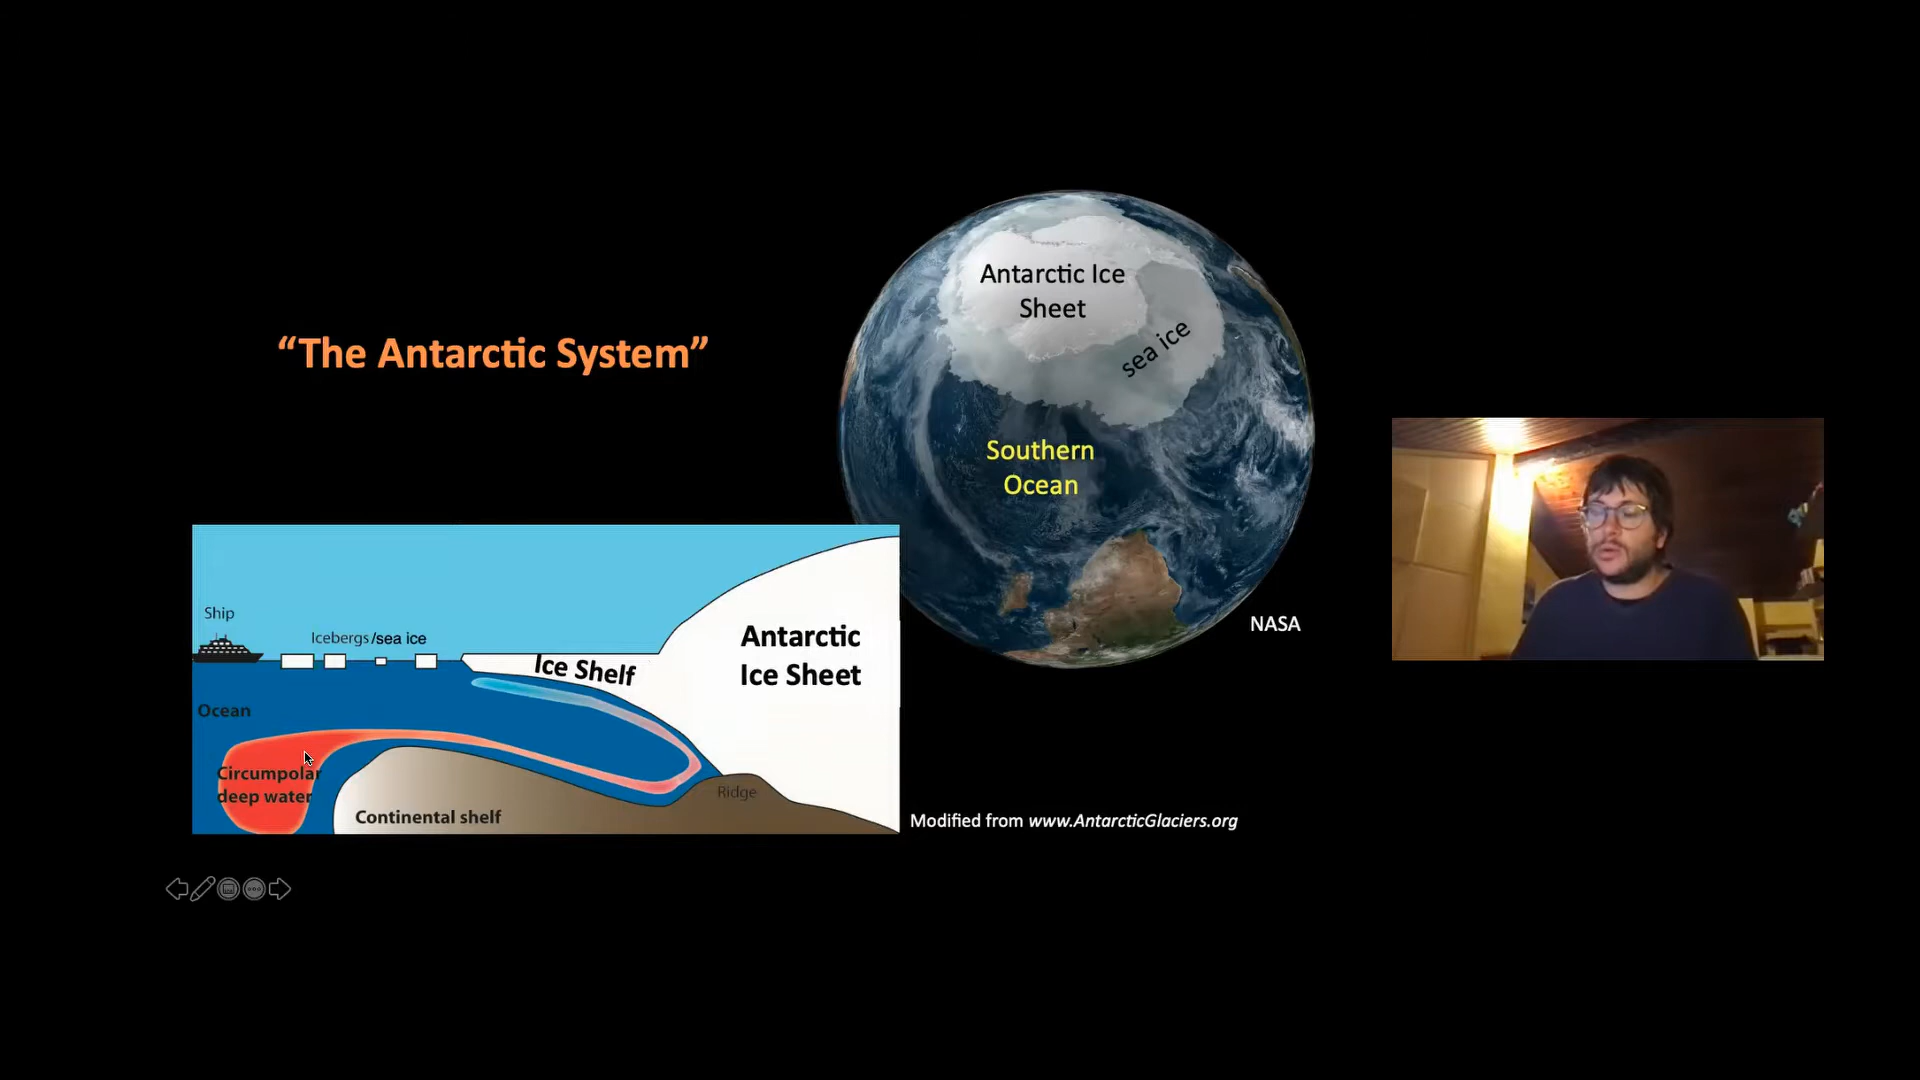 “The Antarctic System”
Antarctic Ice
Sheet
sea ice
Southern
Ocean
NASA
Ship
Icebergs/sea ice
Ice Shelf
Antarctic
Ice Sheet
Ocean
Circumpolar
deep water
Continental shelf
Ridge
Modified from www.AntarcticGlaciers.org